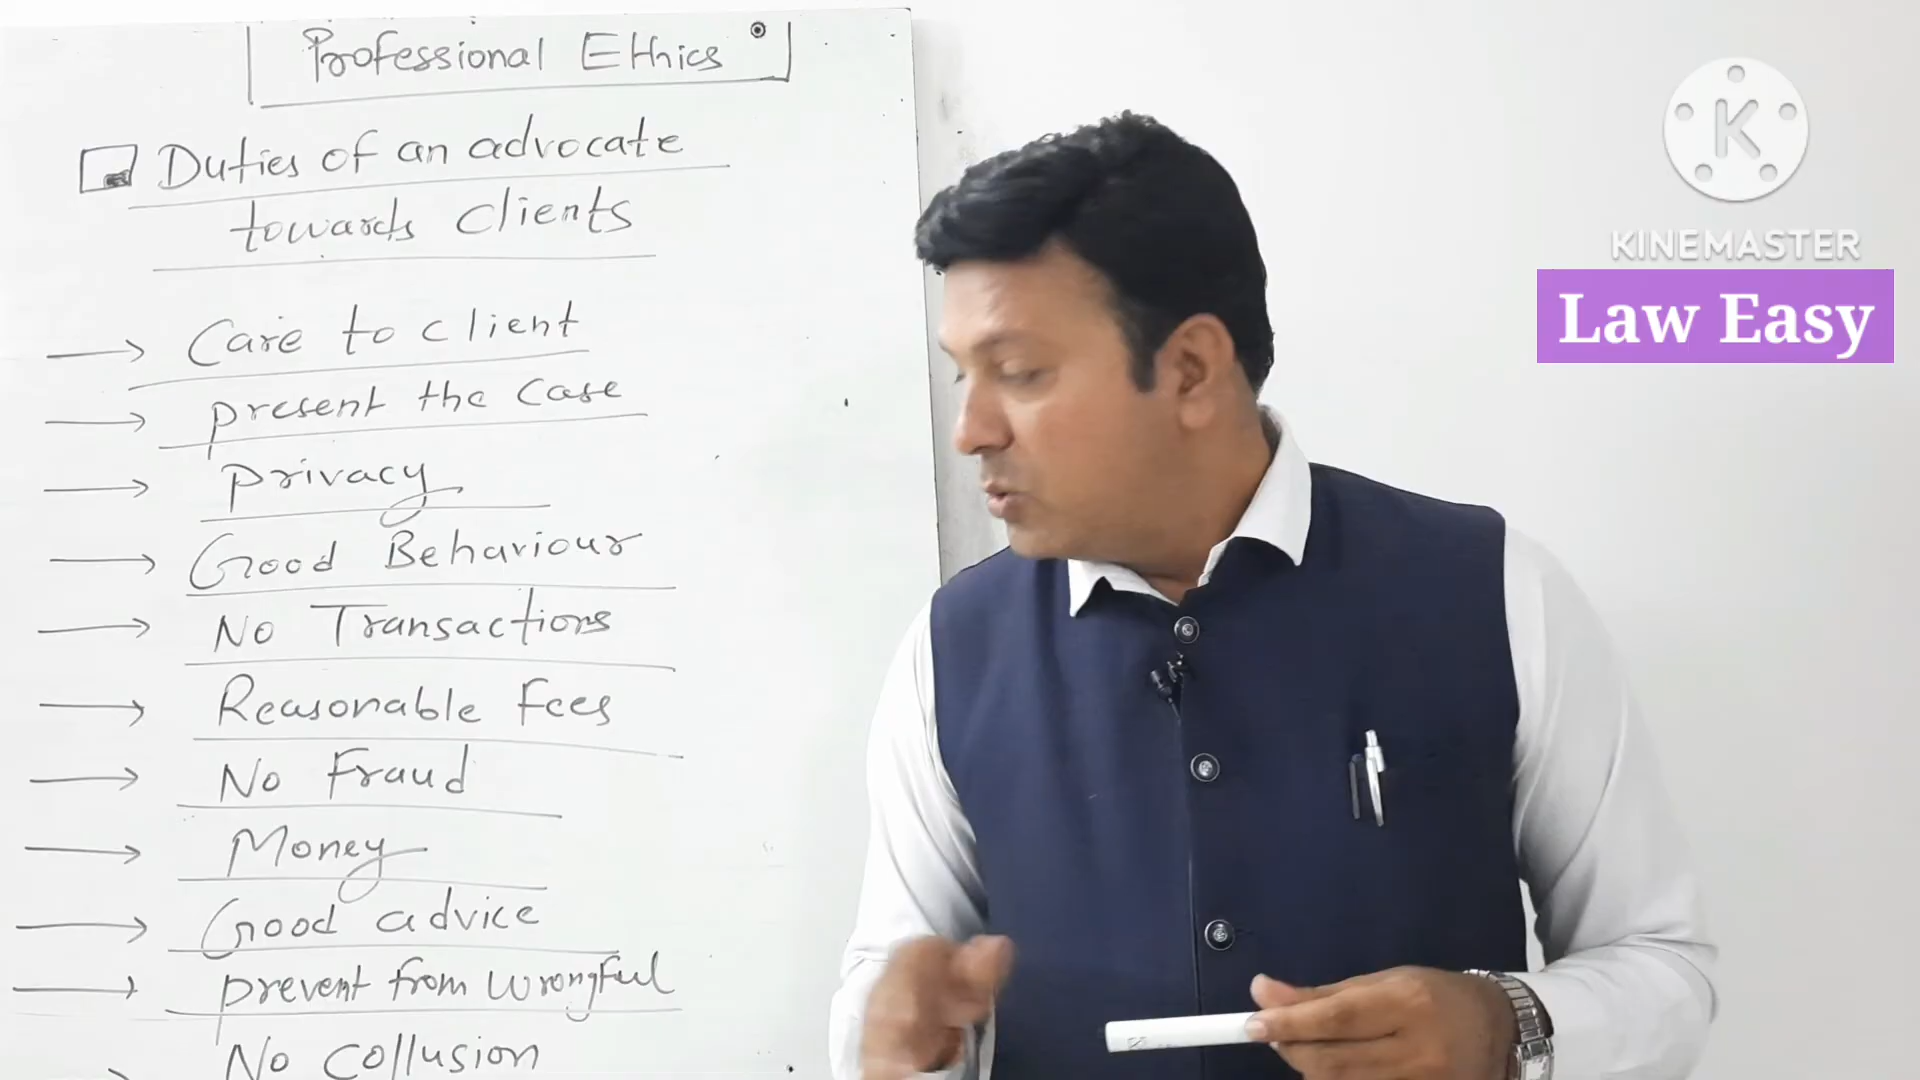 Professional Ethics
Duties of an advocate
towards clients
Care to client
present the case
privacy
Good Behaviour
No Transactions
Reasonable Fees
No Fraud
Money
Good advice
prevent from wrongful
No collusion
K
KINEMASTER
Law Easy